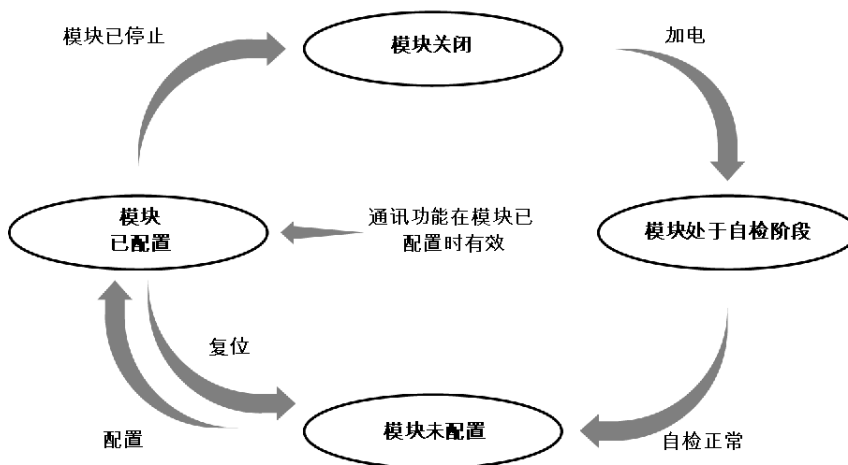 模块已停止
模块关闭
加电
模块
已配置
通讯功能在模块已
配置时有效
模块处于自检阶段
复位
配置
模块未配置
自检正常